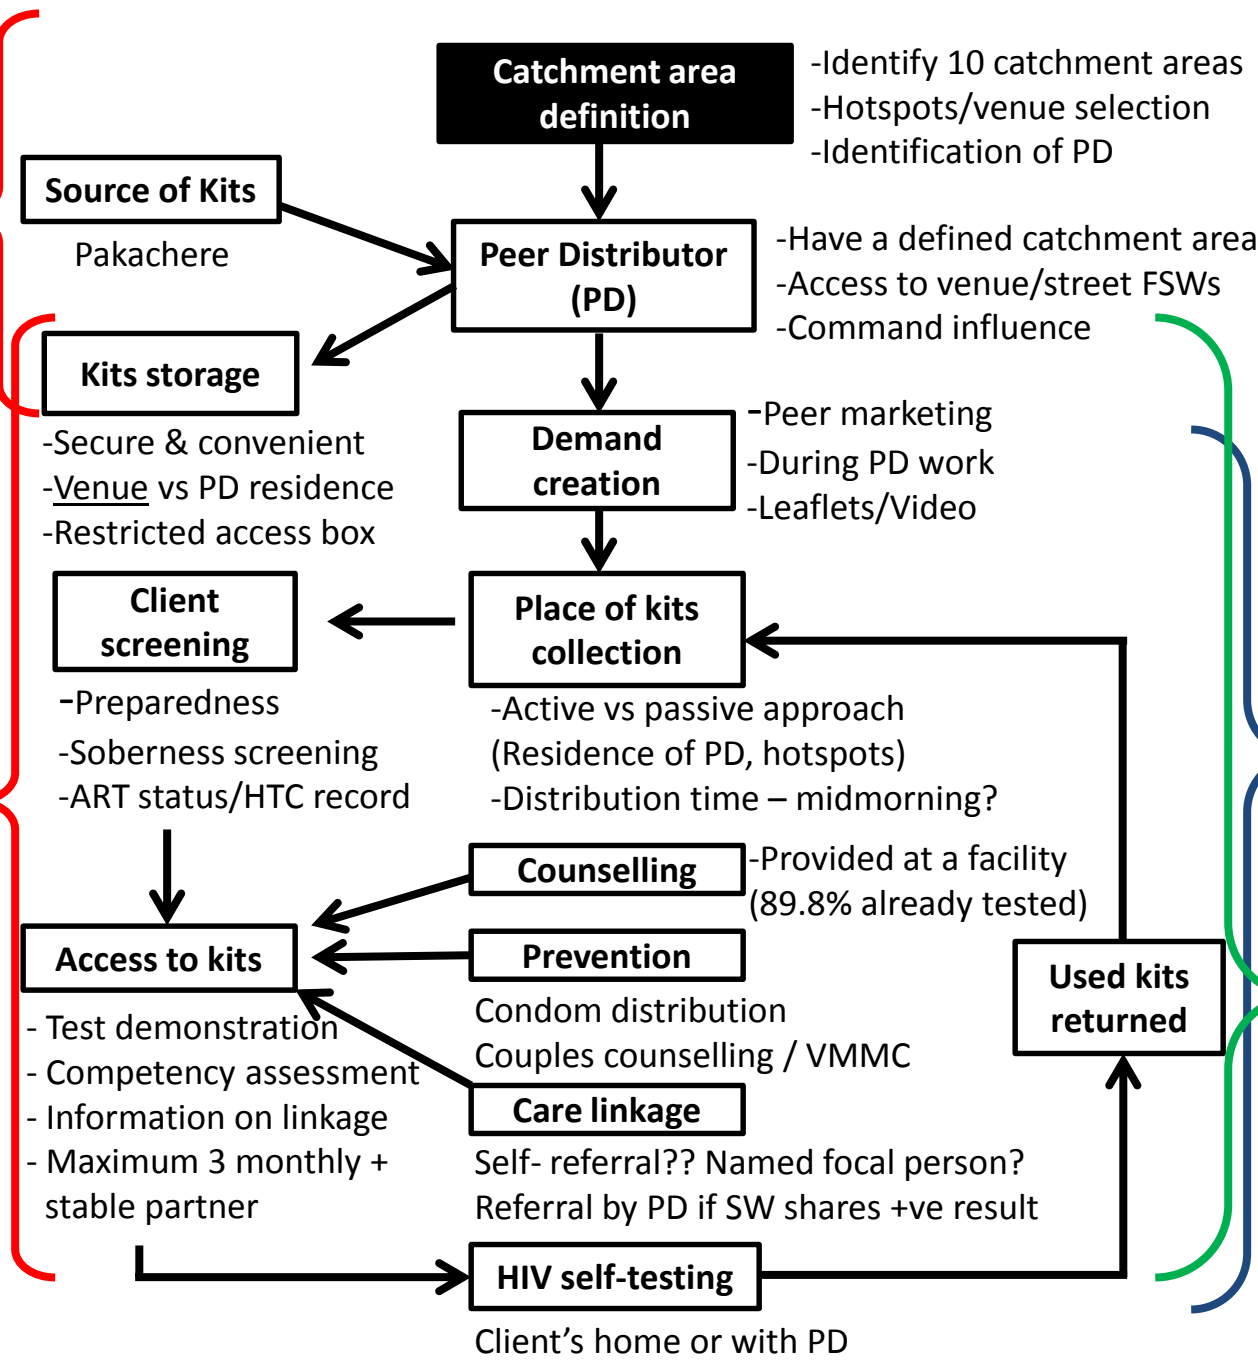 Catchment area
definition
-Identify 10 catchment areas
-Hotspots/venue selection
-Identification of PD
Source of Kits
Pakachere
Peer Distributor
(PD)
-Have a defined catchment area
-Access to venue/street FSWs
-Command influence
Kits storage
-Secure & convenient
-Venue vs PD residence
-Restricted access box
Demand
creation
-Peer marketing
-During PD work
-Leaflets/Video
Client
screening
-Preparedness
-Soberness screening
-ART status/HTC record
Place of kits
collection
-Active vs passive approach
(Residence of PD, hotspots)
-Distribution time – midmorning?
Counselling
-Provided at a facility
(89.8% already tested)
Access to kits
- Test demonstration
- Competency assessment
- Information on linkage
- Maximum 3 monthly +
stable partner
Prevention
Condom distribution
Couples counselling / VMMC
Care linkage
Self- referral?? Named focal person?
Referral by PD if SW shares +ve result
Used kits
returned
HIV self-testing
Client's home or with PD